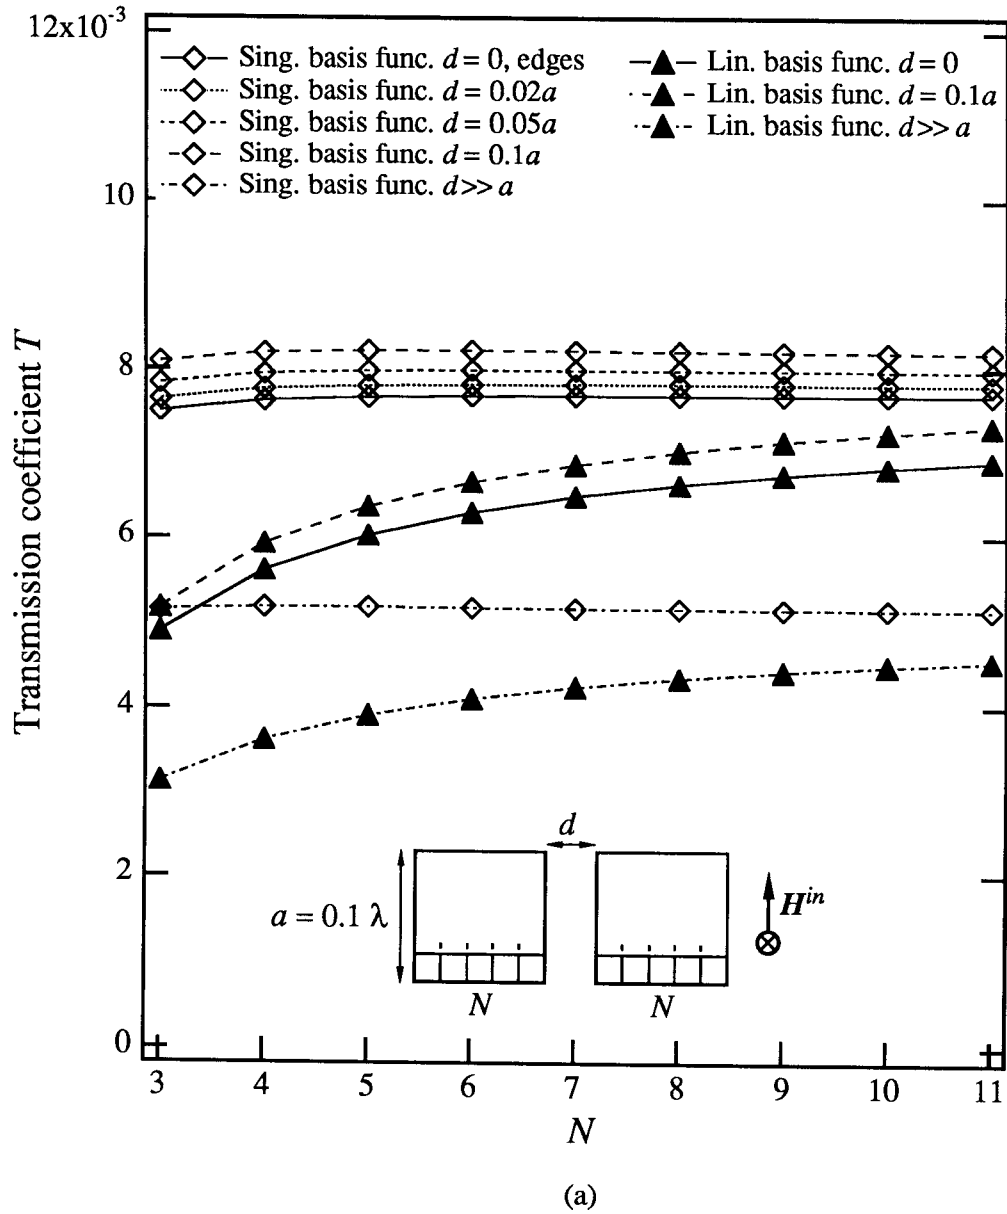 12x10⁻³
Sing. basis func. d = 0, edges
Sing. basis func. d = 0.02a
Sing. basis func. d = 0.05a
Sing. basis func. d = 0.1a
Sing. basis func. d>>a
Lin. basis func. d = 0
Lin. basis func. d = 0.1a
Lin. basis func. d>>a
10
8
6
4
2
0
Transmission coefficient T
d
a = 0.1 λ
Hⁱⁿ
N
N
3 4 5 6 7 8 9 10 11
N
(a)